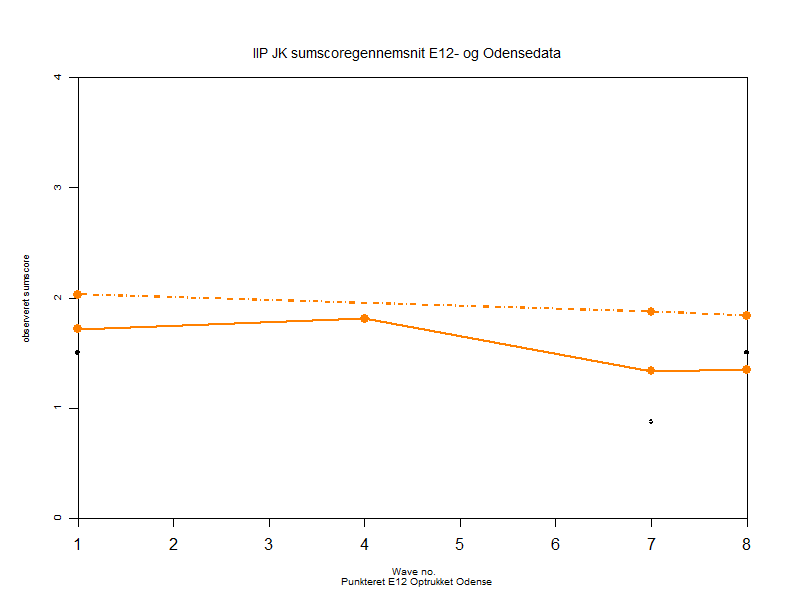 IIP JK sumscoregennemsnit E12- og Odensedata
observeret sumscore
4
3
2
1
0
1 2 3 4 5 6 7 8
Wave no.
Punkteret E12 Optrukket Odense